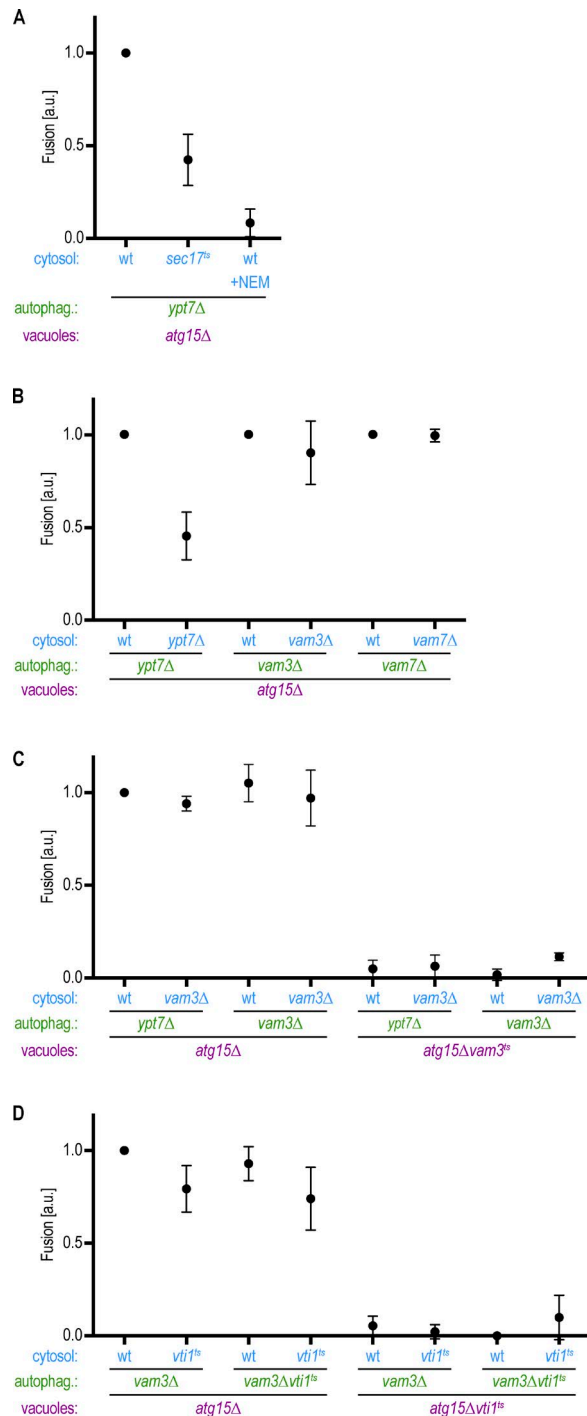 A
Fusion [a.u.]
1.0
0.5
0.0
cytosol: wt sec17ts wt
+NEM
autophag.: ypt7Δ
vacuoles: atg15Δ
B
Fusion [a.u.]
1.0
0.5
0.0
cytosol: wt ypt7Δ wt vam3Δ wt vam7Δ
autophag.: ypt7Δ vam3Δ vam7Δ
vacuoles: atg15Δ
C
Fusion [a.u.]
1.0
0.5
0.0
cytosol: wt vam3Δ wt vam3Δ wt vam3Δ wt vam3Δ
autophag.: ypt7Δ vam3Δ ypt7Δ vam3Δ
vacuoles: atg15Δ atg15Δvam3ts
D
Fusion [a.u.]
1.0
0.5
0.0
cytosol: wt vti1ts wt vti1ts wt vti1ts wt vti1ts
autophag.: vam3Δ vam3Δvti1ts vam3Δ vam3Δvti1ts
vacuoles: atg15Δ atg15Δvti1ts